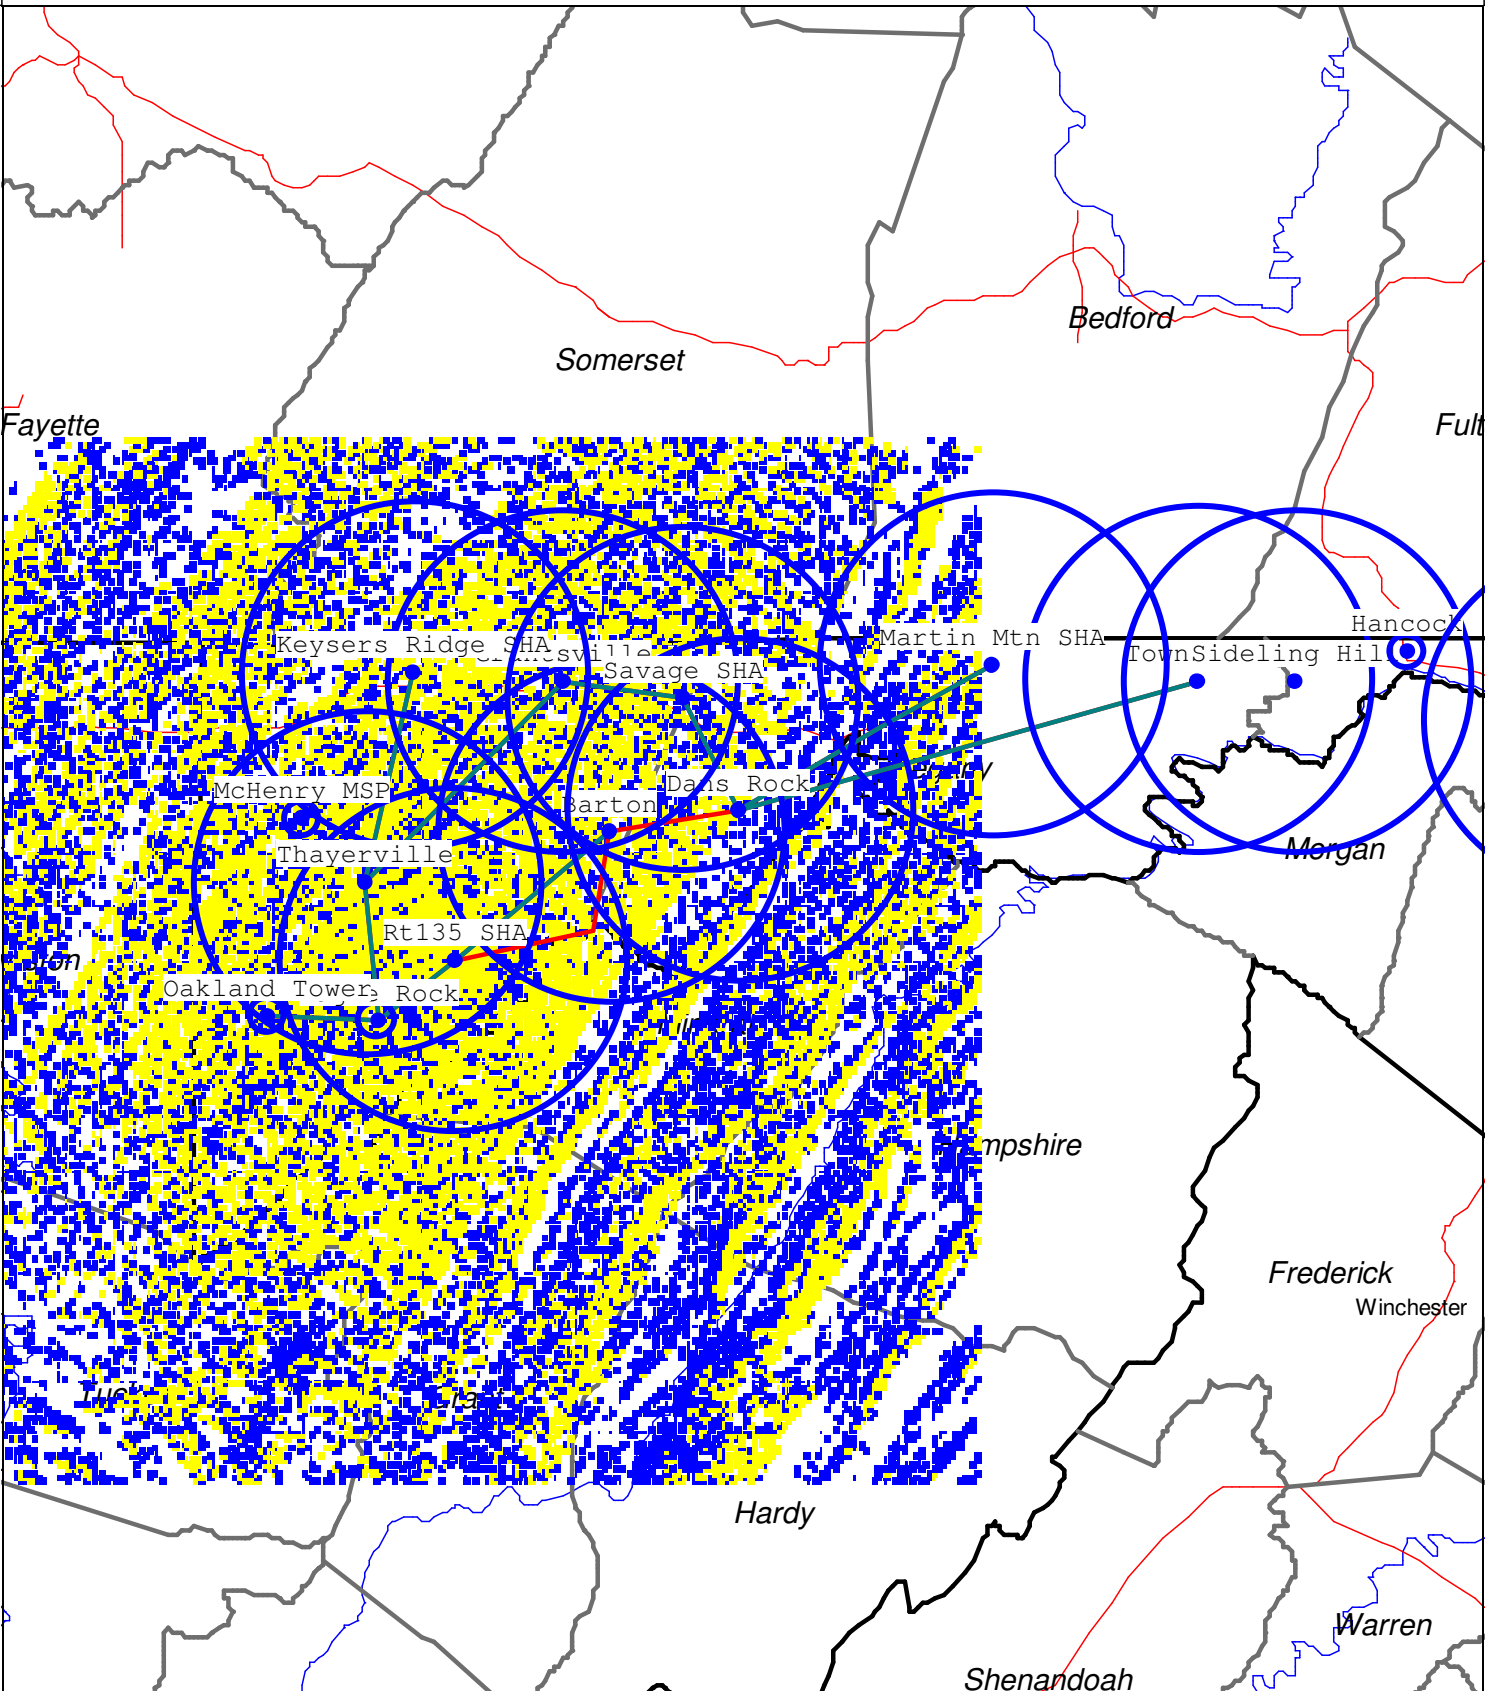 Bedford
Somerset
Fayette
Fult
Hancock
Keysers Ridge SHA
Martin Mtn SHA
Savage SHA
Town
Sideling Hil
McHenry MSP
Dans Rock
Barton
Thayerville
Morgan
Rt135 SHA
Oakland Tower
Rock
mpshire
Frederick
Winchester
Grant
Hardy
Warren
Shenandoah